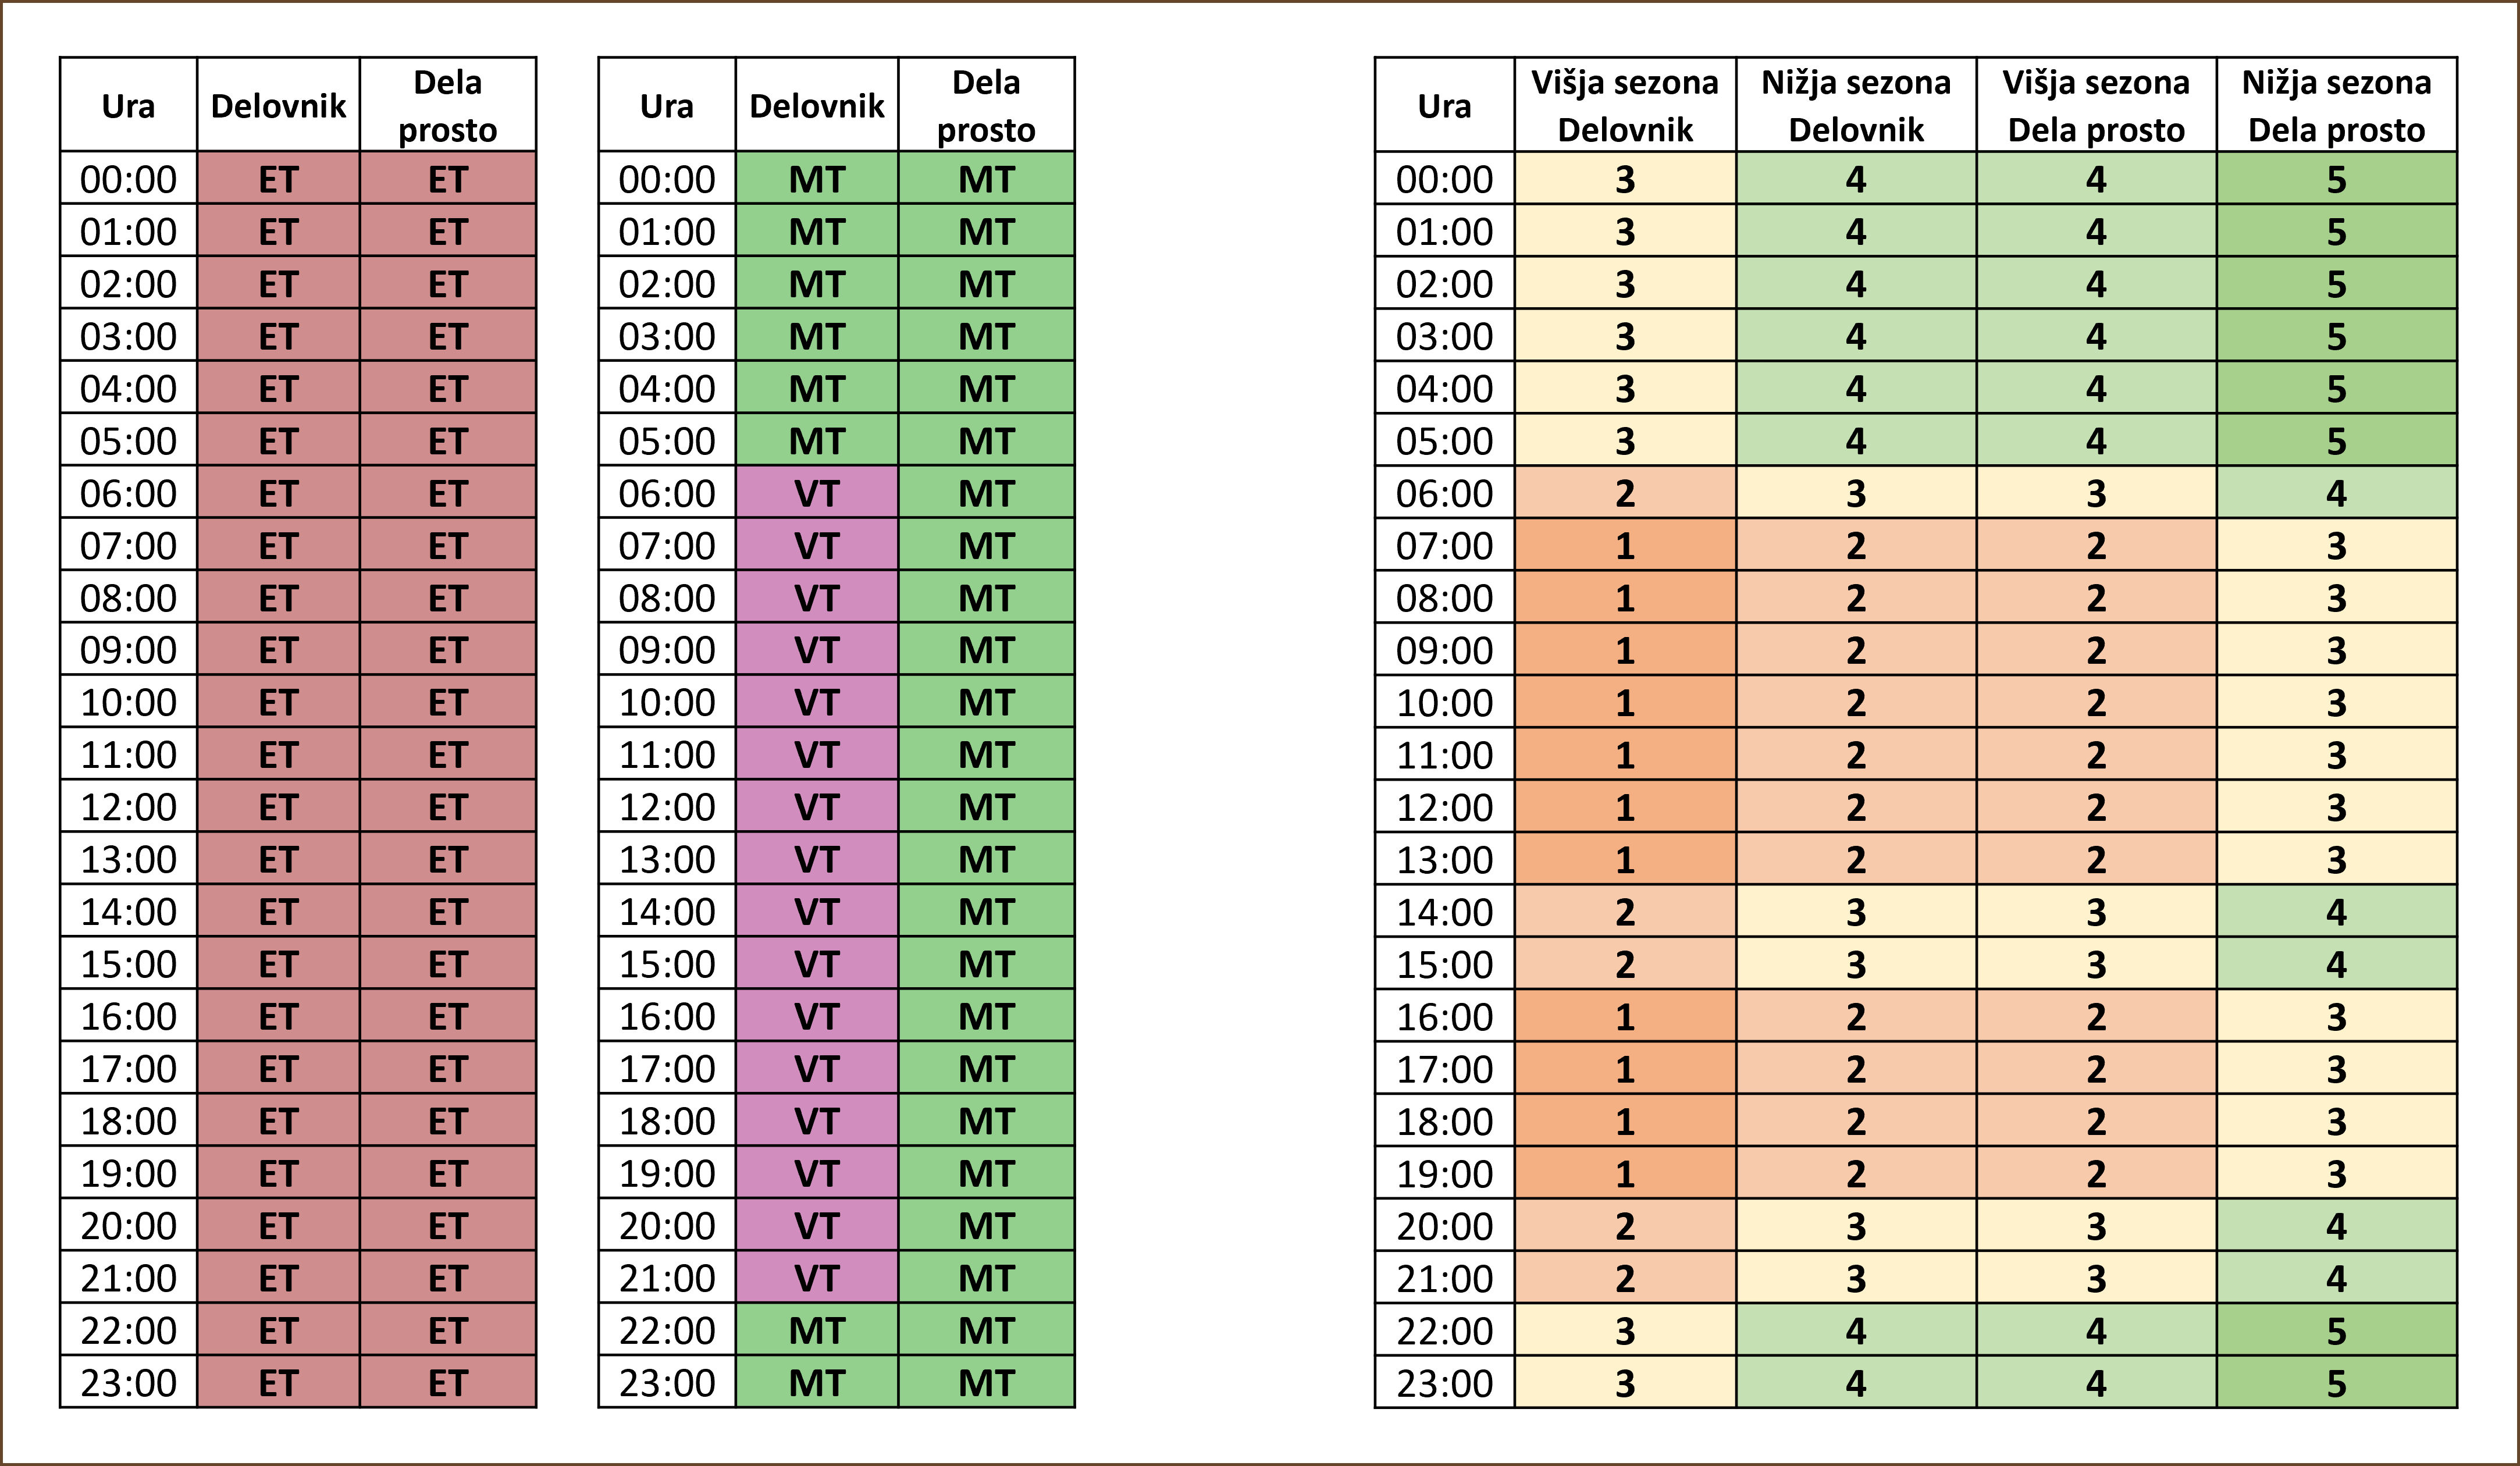 Ura Delovnik Dela prosto
00:00 ET ET
01:00 ET ET
02:00 ET ET
03:00 ET ET
04:00 ET ET
05:00 ET ET
06:00 ET ET
07:00 ET ET
08:00 ET ET
09:00 ET ET
10:00 ET ET
11:00 ET ET
12:00 ET ET
13:00 ET ET
14:00 ET ET
15:00 ET ET
16:00 ET ET
17:00 ET ET
18:00 ET ET
19:00 ET ET
20:00 ET ET
21:00 ET ET
22:00 ET ET
23:00 ET ET
Ura Delovnik Dela prosto
00:00 MT MT
01:00 MT MT
02:00 MT MT
03:00 MT MT
04:00 MT MT
05:00 MT MT
06:00 VT MT
07:00 VT MT
08:00 VT MT
09:00 VT MT
10:00 VT MT
11:00 VT MT
12:00 VT MT
13:00 VT MT
14:00 VT MT
15:00 VT MT
16:00 VT MT
17:00 VT MT
18:00 VT MT
19:00 VT MT
20:00 VT MT
21:00 VT MT
22:00 MT MT
23:00 MT MT
Ura Višja sezona Delovnik Nižja sezona Delovnik Višja sezona Dela prosto Nižja sezona Dela prosto
00:00 3 4 4 5
01:00 3 4 4 5
02:00 3 4 4 5
03:00 3 4 4 5
04:00 3 4 4 5
05:00 3 4 4 5
06:00 2 3 3 4
07:00 1 2 2 3
08:00 1 2 2 3
09:00 1 2 2 3
10:00 1 2 2 3
11:00 1 2 2 3
12:00 1 2 2 3
13:00 1 2 2 3
14:00 2 3 3 4
15:00 2 3 3 4
16:00 1 2 2 3
17:00 1 2 2 3
18:00 1 2 2 3
19:00 1 2 2 3
20:00 2 3 3 4
21:00 2 3 3 4
22:00 3 4 4 5
23:00 3 4 4 5